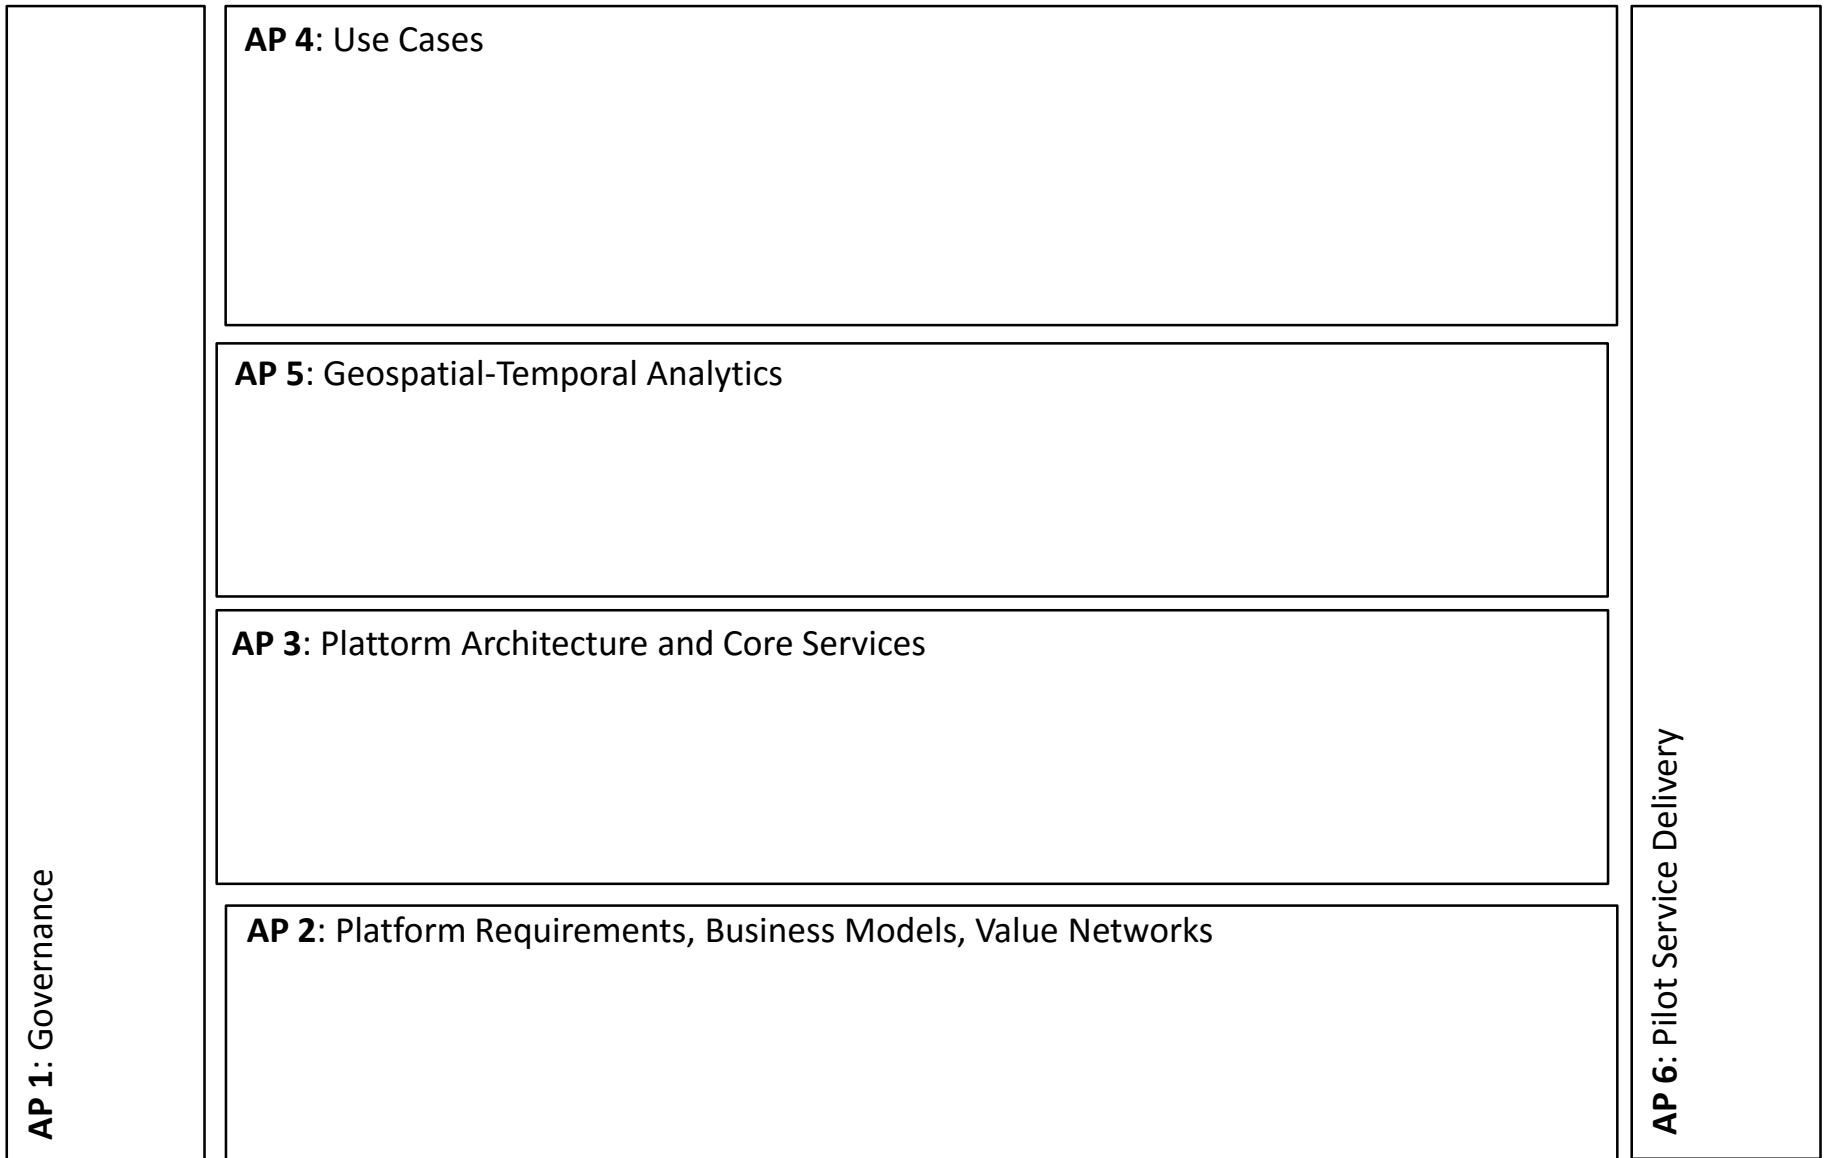 AP 4: Use Cases
AP 5: Geospatial-Temporal Analytics
AP 3: Plattorm Architecture and Core Services
AP 2: Platform Requirements, Business Models, Value Networks
AP 1: Governance
AP 6: Pilot Service Delivery